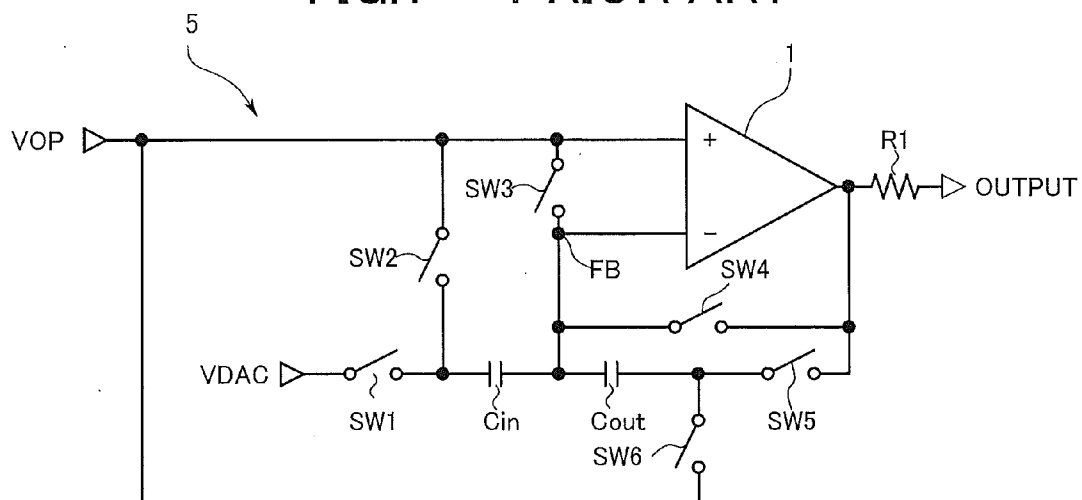 5
1
VOP
+
R1
SW3
OUTPUT
−
SW2
FB
SW4
VDAC
SW1
Cin
Cout
SW5
SW6